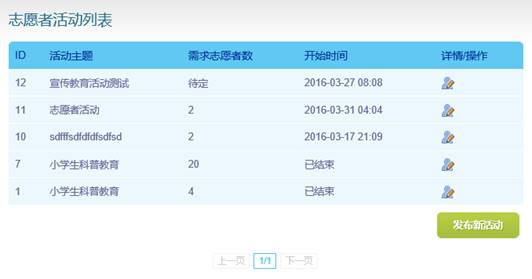 志愿者活动列表
ID 活动主题 需求志愿者数 开始时间 详情/操作
12 宣传教育活动测试 待定 2016-03-27 08:08
11 志愿者活动 2 2016-03-31 04:04
10 sdfffsdfdfdfsdfsd 2 2016-03-17 21:09
7 小学生科普教育 20 已结束
1 小学生科普教育 4 已结束
发布新活动
上一页 1/1 下一页